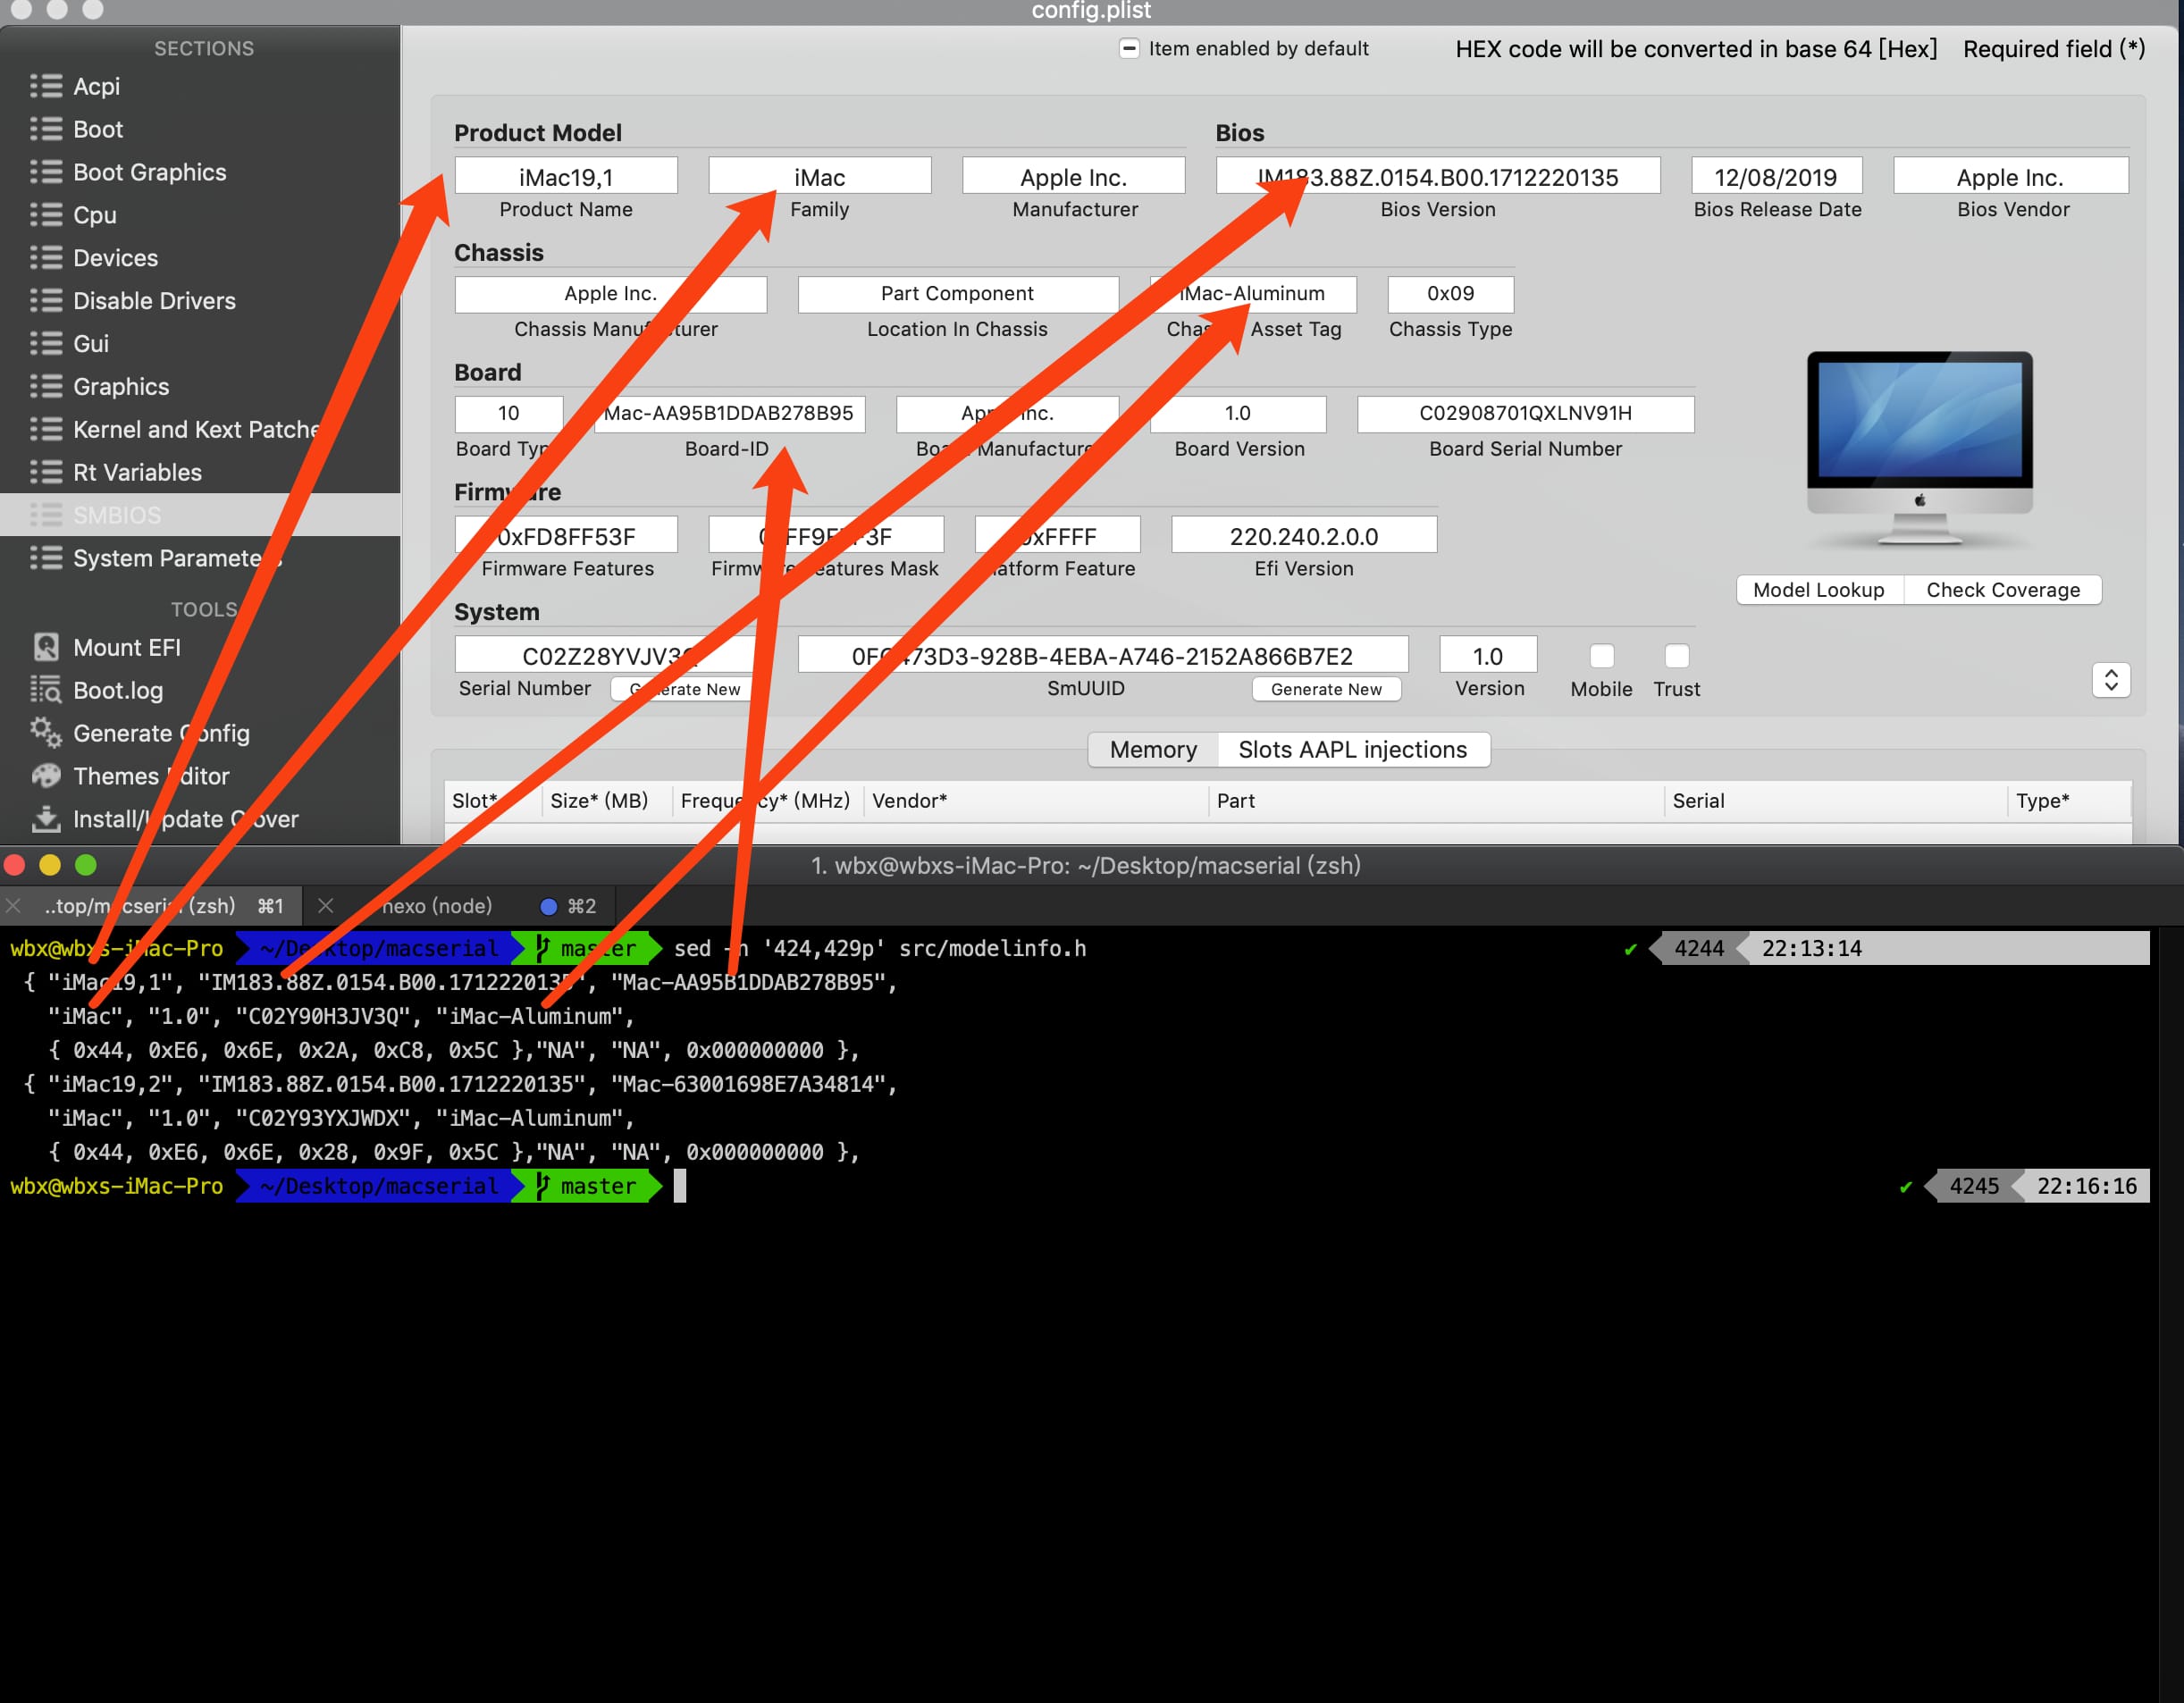 config.plist
SECTIONS
Acpi
Boot
Boot Graphics
Cpu
Devices
Disable Drivers
Gui
Graphics
Kernel and Kext Patche
Rt Variables
SMBIOS
System Paramete
TOOLS
Mount EFI
Boot.log
Generate Config
Themes Editor
Install/Update Clover
Item enabled by default HEX code will be converted in base 64 [Hex] Required field (*)
Product Model Bios
iMac19,1 iMac Apple Inc. IM183.88Z.0154.B00.1712220135 12/08/2019 Apple Inc.
Product Name Family Manufacturer Bios Version Bios Release Date Bios Vendor
Chassis
Apple Inc. Part Component iMac-Aluminum 0x09
Chassis Manufacturer Location In Chassis Chassis Asset Tag Chassis Type
Board
10 Mac-AA95B1DDAB278B95 Apple Inc. 1.0 C02908701QXLNV91H
Board Type Board-ID Board Manufacture Board Version Board Serial Number
Firmware
0xFD8FF53F 0xFFFF 220.240.2.0.0
Firmware Features Firmware Features Mask Platform Feature Efi Version
System
C02Z28YVJV3Q 473D3-928B-4EBA-A746-2152A866B7E2 1.0
Serial Number Generate New SmUUID Generate New Version Mobile Trust
Model Lookup Check Coverage
Memory Slots AAPL injections
Slot* Size* (MB) Frequency* (MHz) Vendor* Part Serial Type*
1. wbx@wbxs-iMac-Pro: ~/Desktop/macserial (zsh)
..top/macserial (zsh) ⌘1 hexo (node) ⌘2
wbx@wbxs-iMac-Pro ~/Desktop/macserial master sed -n '424,429p' src/modelinfo.h ✔ 4244 22:13:14
{ "iMac19,1", "IM183.88Z.0154.B00.1712220135", "Mac-AA95B1DDAB278B95",
"iMac", "1.0", "C02Y90H3JV3Q", "iMac-Aluminum",
{ 0x44, 0xE6, 0x6E, 0x2A, 0xC8, 0x5C },"NA", "NA", 0x000000000 },
{ "iMac19,2", "IM183.88Z.0154.B00.1712220135", "Mac-63001698E7A34814",
"iMac", "1.0", "C02Y93YXJWDX", "iMac-Aluminum",
{ 0x44, 0xE6, 0x6E, 0x28, 0x9F, 0x5C },"NA", "NA", 0x000000000 },
wbx@wbxs-iMac-Pro ~/Desktop/macserial master ✔ 4245 22:16:16